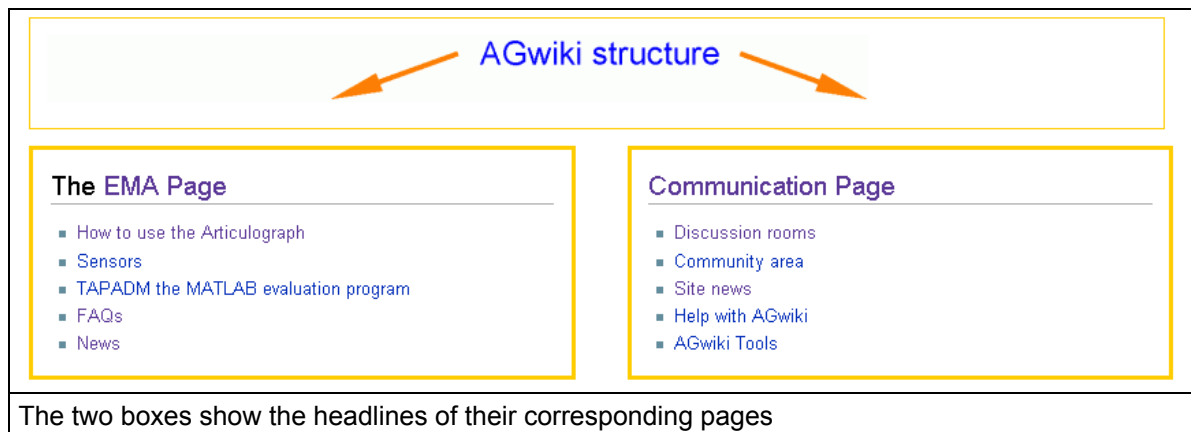 AGwiki structure
The EMA Page
How to use the Articulograph
Sensors
TAPADM the MATLAB evaluation program
FAQs
News
Communication Page
Discussion rooms
Community area
Site news
Help with AGwiki
AGwiki Tools
The two boxes show the headlines of their corresponding pages